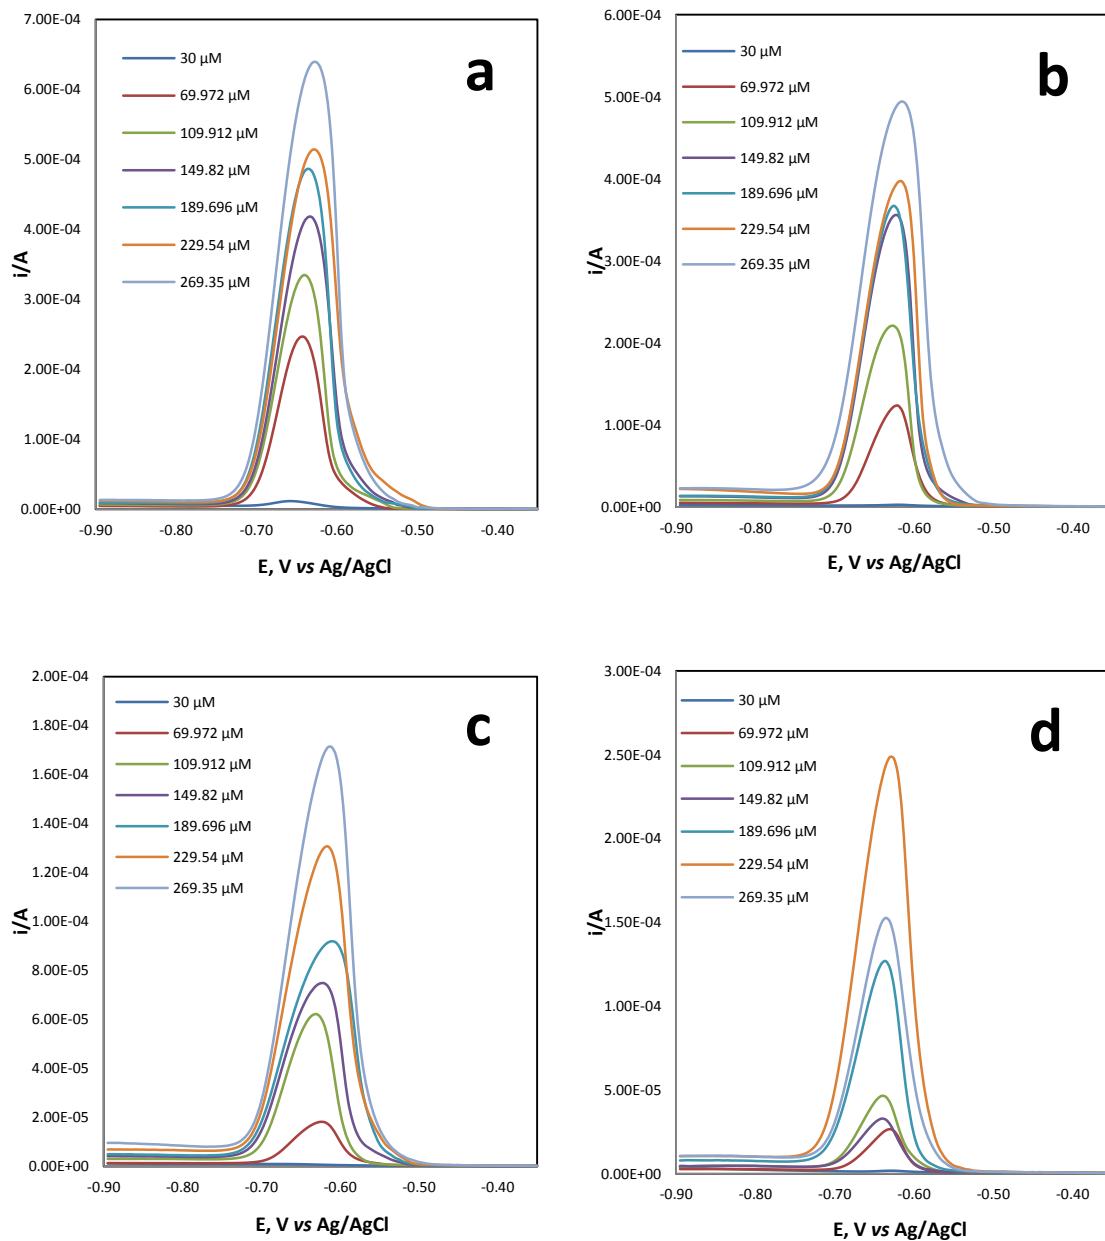 7.00E-04
6.00E-04
5.00E-04
4.00E-04
3.00E-04
2.00E-04
1.00E-04
0.00E+00
i/A
30 µM
69.972 µM
109.912 µM
149.82 µM
189.696 µM
229.54 µM
269.35 µM
a
-0.90 -0.80 -0.70 -0.60 -0.50 -0.40
E, V vs Ag/AgCl
6.00E-04
5.00E-04
4.00E-04
3.00E-04
2.00E-04
1.00E-04
0.00E+00
i/A
30 µM
69.972 µM
109.912 µM
149.82 µM
189.696 µM
229.54 µM
269.35 µM
b
-0.90 -0.80 -0.70 -0.60 -0.50 -0.40
E, V vs Ag/AgCl
2.00E-04
1.80E-04
1.60E-04
1.40E-04
1.20E-04
1.00E-04
8.00E-05
6.00E-05
4.00E-05
2.00E-05
0.00E+00
i/A
30 µM
69.972 µM
109.912 µM
149.82 µM
189.696 µM
229.54 µM
269.35 µM
c
-0.90 -0.80 -0.70 -0.60 -0.50 -0.40
E, V vs Ag/AgCl
3.00E-04
2.50E-04
2.00E-04
1.50E-04
1.00E-04
5.00E-05
0.00E+00
i/A
30 µM
69.972 µM
109.912 µM
149.82 µM
189.696 µM
229.54 µM
269.35 µM
d
-0.90 -0.80 -0.70 -0.60 -0.50 -0.40
E, V vs Ag/AgCl